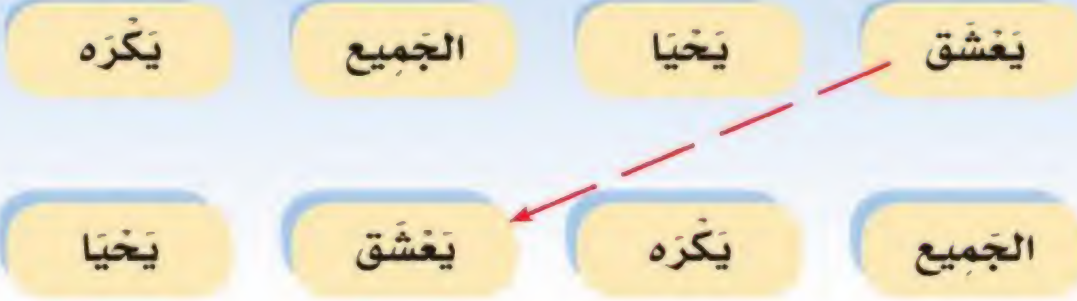 يَعْشَق يَحْيَا الجَمِيع يَكْرَه
الجَمِيع يَكْرَه يَعْشَق يَحْيَا